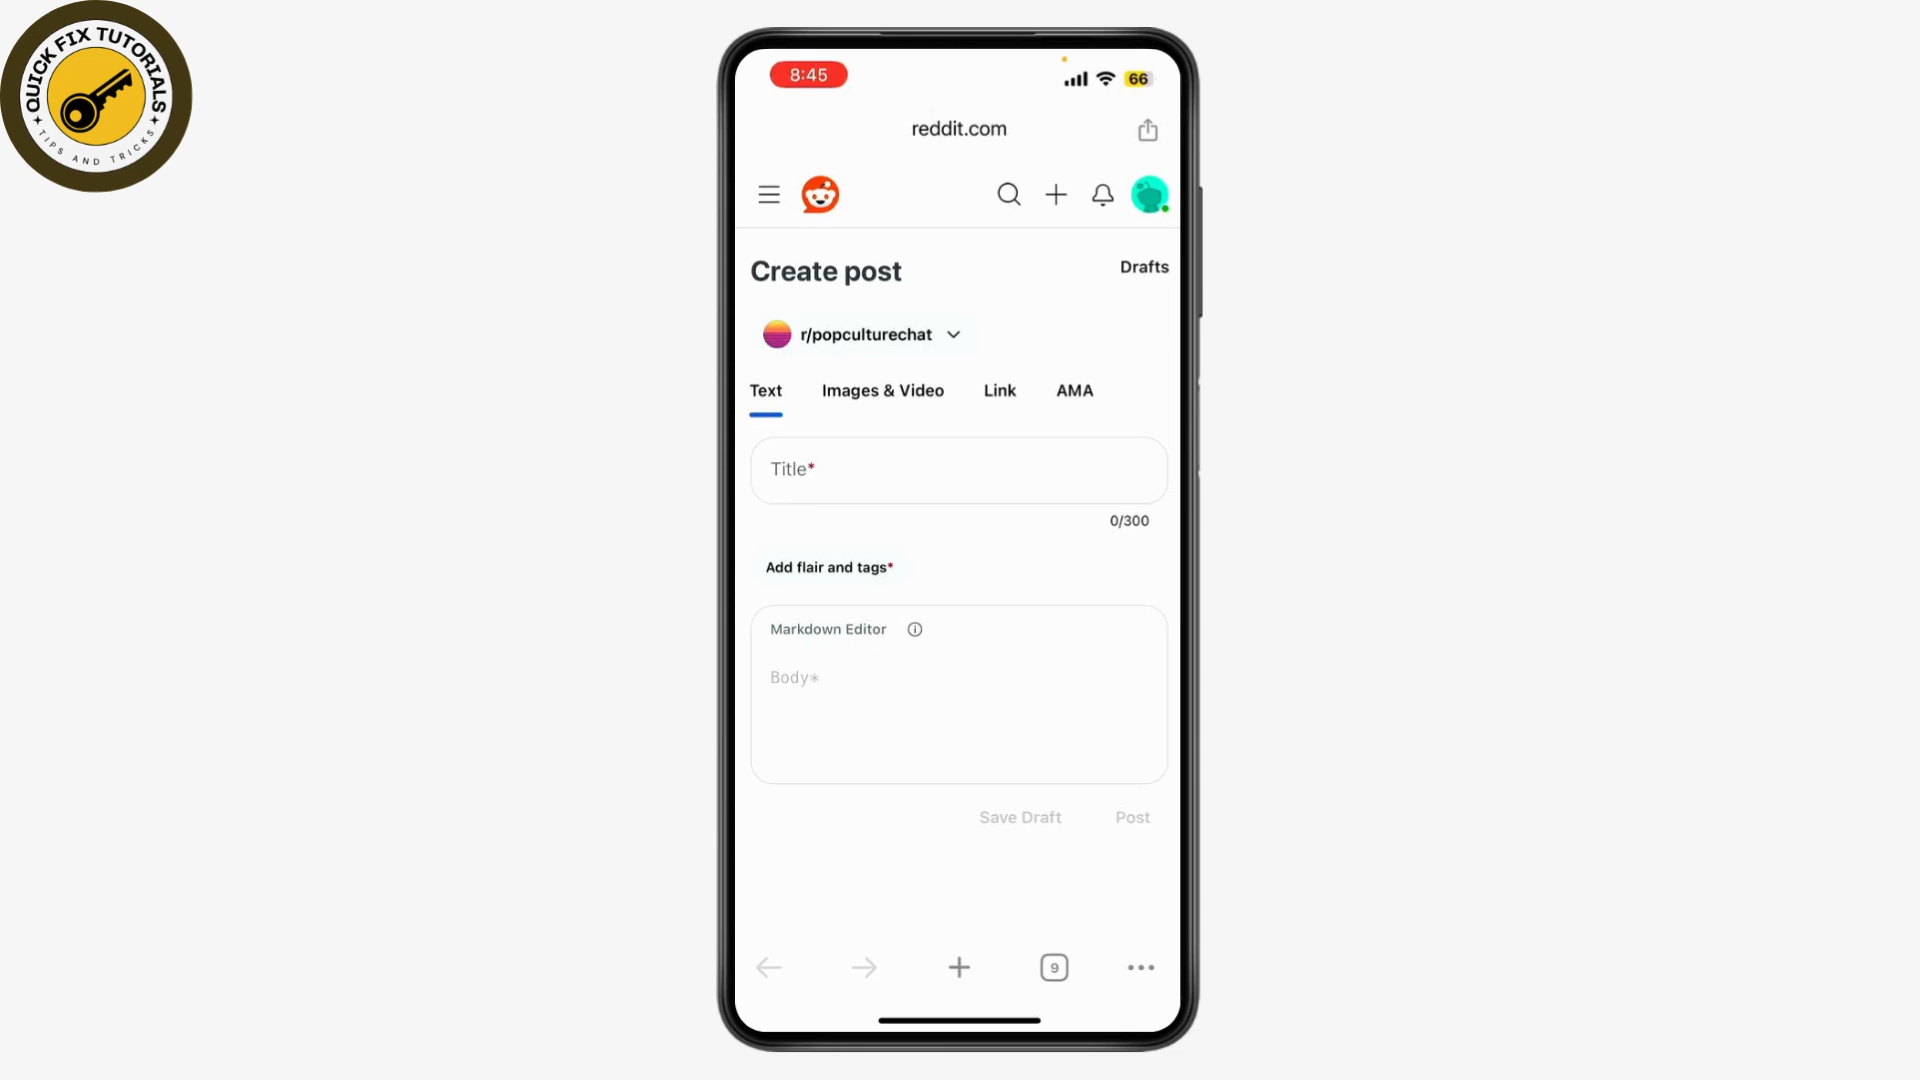 QUICK FIX TUTORIALS
TIPS AND TRICKS
8:45
66
reddit.com
Create post
Drafts
r/popculturechat
Text
Images & Video
Link
AMA
Title*
0/300
Add flair and tags*
Markdown Editor
Body*
Save Draft
Post
9